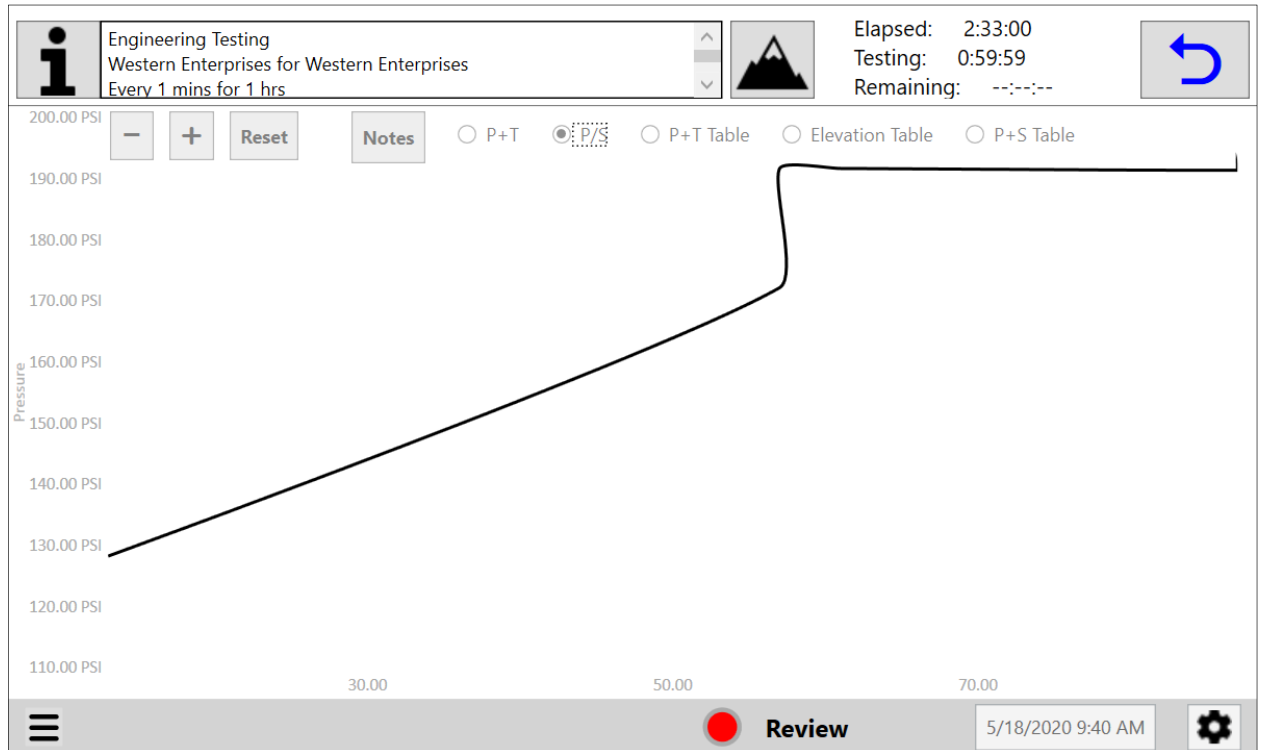 Engineering Testing
Western Enterprises for Western Enterprises
Every 1 mins for 1 hrs
Elapsed: 2:33:00
Testing: 0:59:59
Remaining: --:--:--
200.00 PSI
− + Reset Notes P+T P/S P+T Table Elevation Table P+S Table
190.00 PSI
180.00 PSI
170.00 PSI
160.00 PSI
Pressure
150.00 PSI
140.00 PSI
130.00 PSI
120.00 PSI
110.00 PSI
30.00 50.00 70.00
Review 5/18/2020 9:40 AM